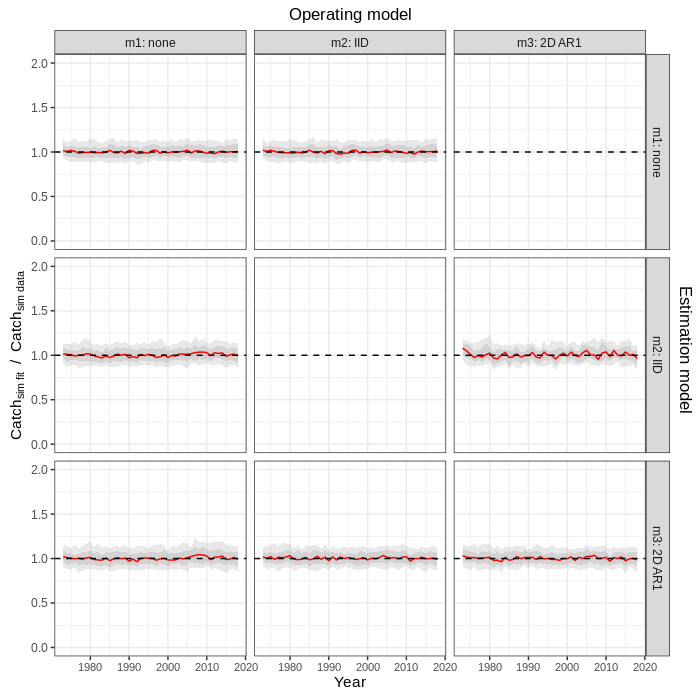 Operating model
m1: none m2: IID m3: 2D AR1
2.0
1.5
1.0
0.5
0.0
m1: none
2.0
1.5
1.0
0.5
0.0
m2: IID
2.0
1.5
1.0
0.5
0.0
m3: 2D AR1
Catchsim fit / Catchsim data
Estimation model
1980 1990 2000 2010 2020 1980 1990 2000 2010 2020 1980 1990 2000 2010 2020
Year